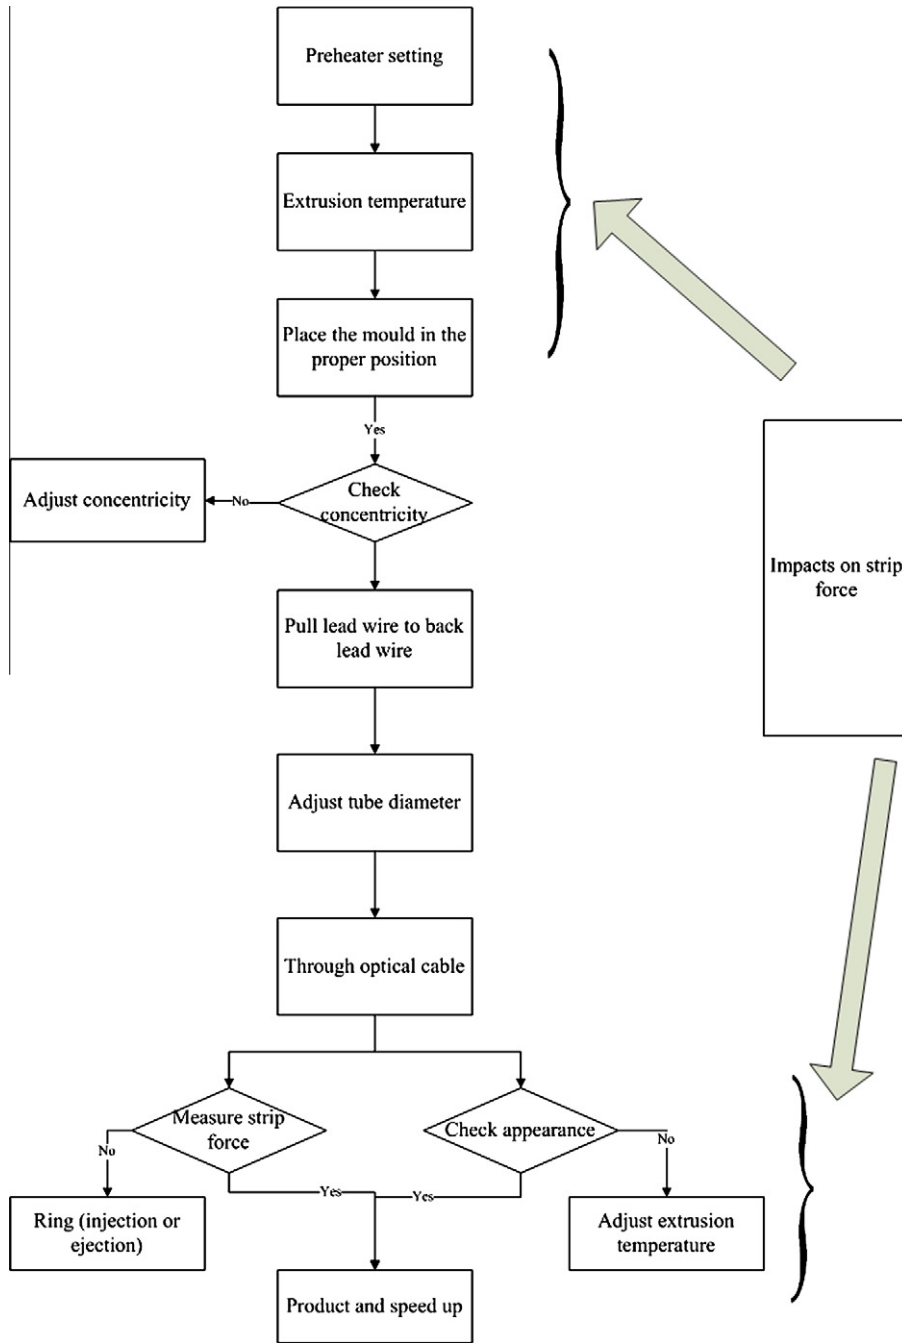 Preheater setting
Extrusion temperature
Place the mould in the
proper position
Yes
Check
concentricity
No
Adjust concentricity
Pull lead wire to back
lead wire
Impacts on strip
force
Adjust tube diameter
Through optical cable
Measure strip
force
Check appearance
No
No
Yes
Yes
Ring (injection or
ejection)
Adjust extrusion
temperature
Product and speed up